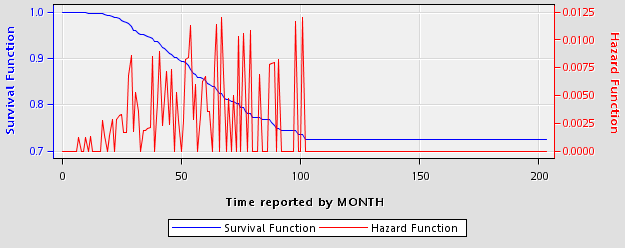 1.0
0.9
0.8
0.7
Survival Function
0.0125
0.0100
0.0075
0.0050
0.0025
0.0000
Hazard Function
0 50 100 150 200
Time reported by MONTH
Survival Function Hazard Function